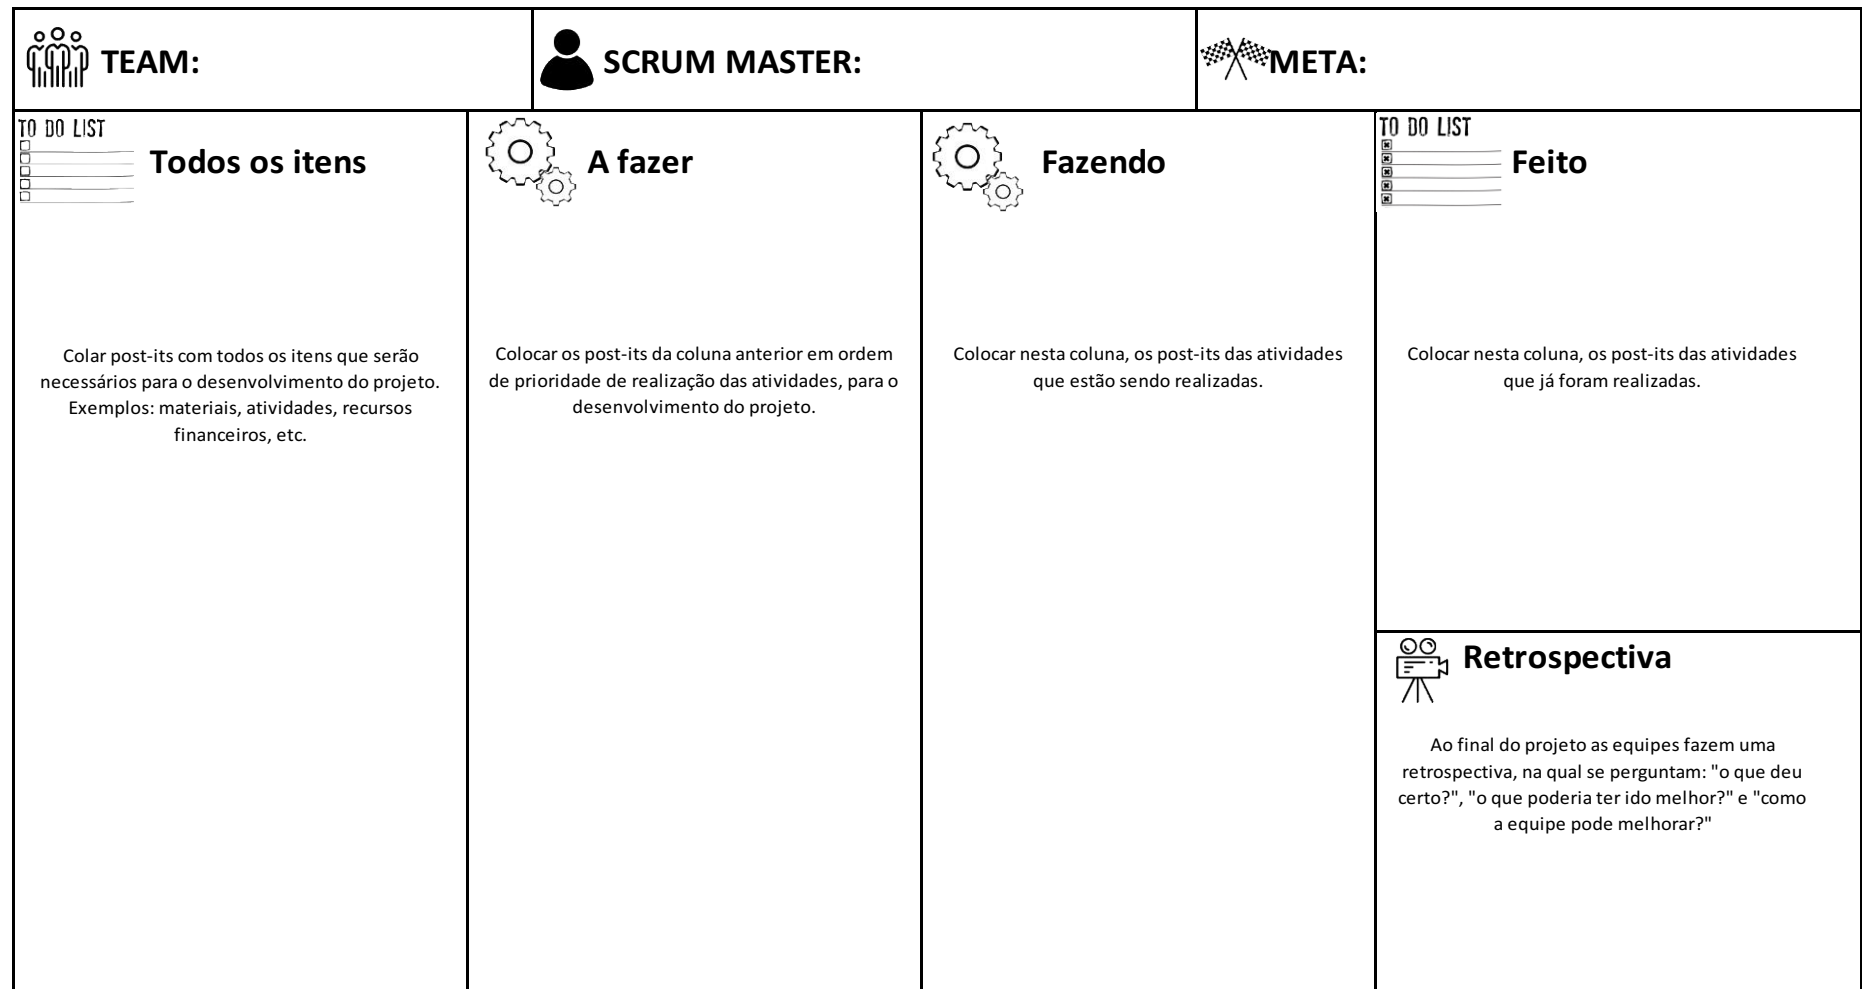 TEAM:
SCRUM MASTER:
META:
TO DO LIST
Todos os itens
Colar post-its com todos os itens que serão
necessários para o desenvolvimento do projeto.
Exemplos: materiais, atividades, recursos
financeiros, etc.
A fazer
Colocar os post-its da coluna anterior em ordem
de prioridade de realização das atividades, para o
desenvolvimento do projeto.
Fazendo
Colocar nesta coluna, os post-its das atividades
que estão sendo realizadas.
TO DO LIST
Feito
Colocar nesta coluna, os post-its das atividades
que já foram realizadas.
Retrospectiva
Ao final do projeto as equipes fazem uma
retrospectiva, na qual se perguntam: "o que deu
certo?", "o que poderia ter ido melhor?" e "como
a equipe pode melhorar?"